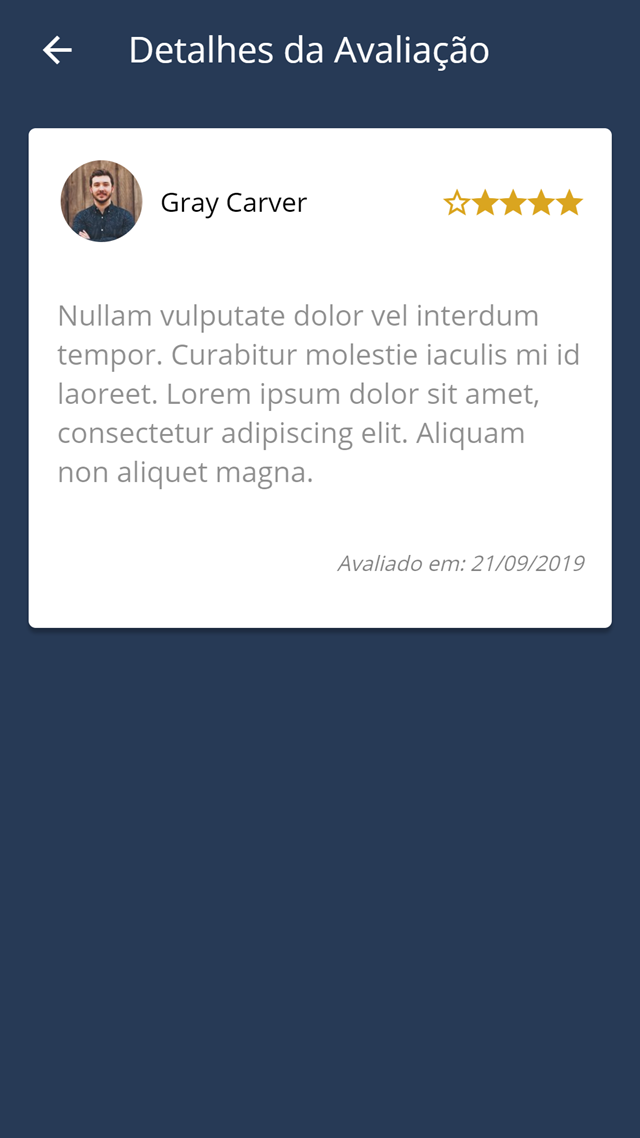 Detalhes da Avaliação
Gray Carver
Nullam vulputate dolor vel interdum
tempor. Curabitur molestie iaculis mi id
laoreet. Lorem ipsum dolor sit amet,
consectetur adipiscing elit. Aliquam
non aliquet magna.
Avaliado em: 21/09/2019